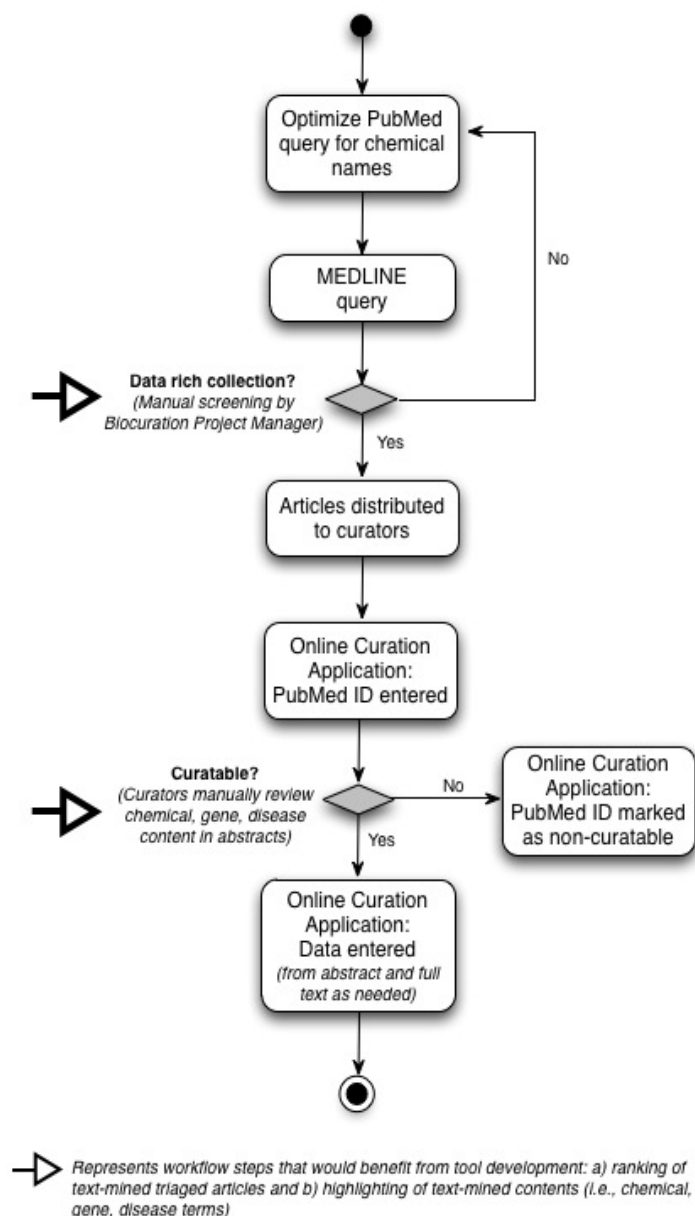 Optimize PubMed
query for chemical
names
No
MEDLINE
query
Data rich collection?
(Manual screening by
Biocuration Project Manager)
Yes
Articles distributed
to curators
Online Curation
Application:
PubMed ID entered
Curatable?
(Curators manually review
chemical, gene, disease
content in abstracts)
No
Online Curation
Application:
PubMed ID marked
as non-curatable
Yes
Online Curation
Application:
Data entered
(from abstract and full
text as needed)
Represents workflow steps that would benefit from tool development: a) ranking of
text-mined triaged articles and b) highlighting of text-mined contents (i.e., chemical,
gene, disease terms)